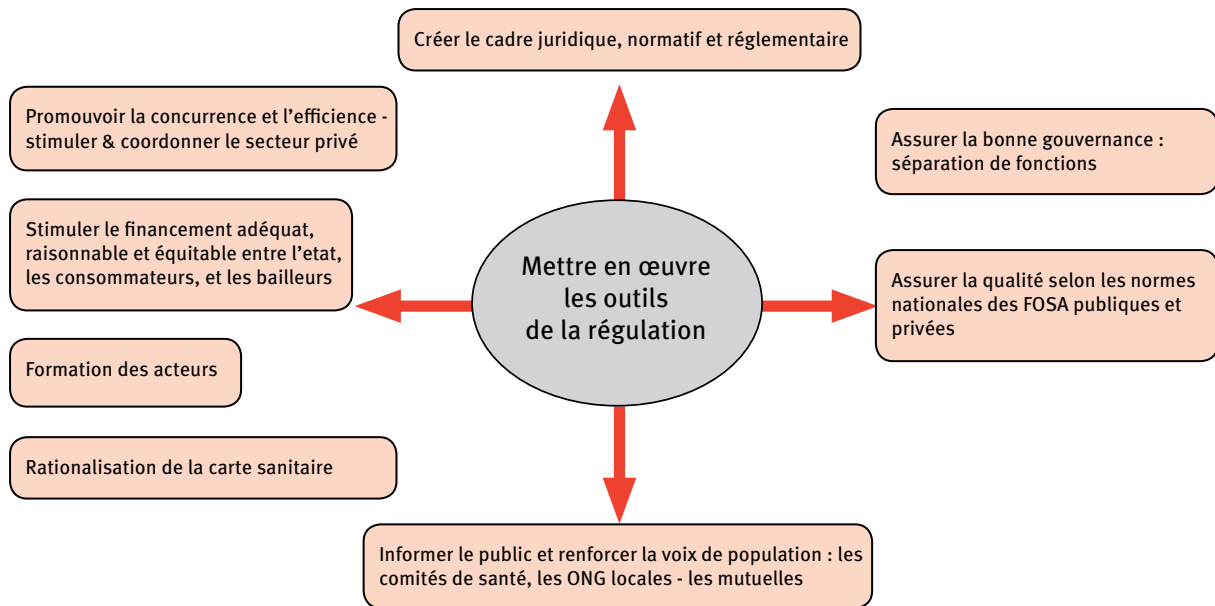 Créer le cadre juridique, normatif et réglementaire
Promouvoir la concurrence et l’efficience -
stimuler & coordonner le secteur privé
Assurer la bonne gouvernance :
séparation de fonctions
Stimuler le financement adéquat,
raisonnable et équitable entre l’etat,
les consommateurs, et les bailleurs
Mettre en œuvre
les outils
de la régulation
Assurer la qualité selon les normes
nationales des FOSA publiques et
privées
Formation des acteurs
Rationalisation de la carte sanitaire
Informer le public et renforcer la voix de population : les
comités de santé, les ONG locales - les mutuelles